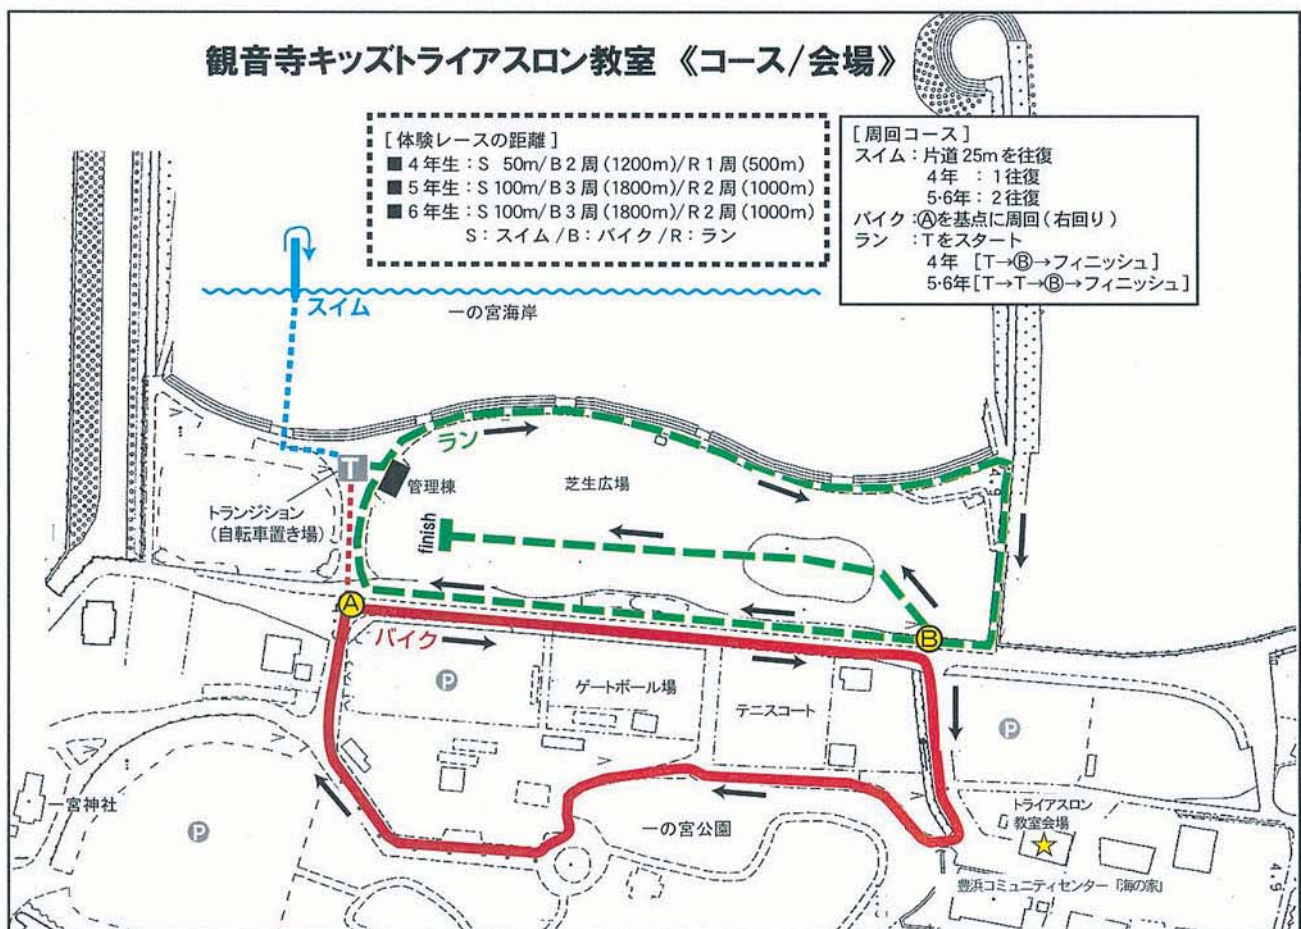 観音寺キッズトライアスロン教室 《コース/会場》
[体験レースの距離]
■4年生:S 50m/B2周(1200m)/R1周(500m)
■5年生:S 100m/B3周(1800m)/R2周(1000m)
■6年生:S 100m/B3周(1800m)/R2周(1000m)
S:スイム/B:バイク/R:ラン
[周回コース]
スイム:片道25mを往復
4年 :1往復
5・6年:2往復
バイク:Ⓐを基点に周回(右回り)
ラン :Tをスタート
4年 [T→Ⓑ→フィニッシュ]
5・6年[T→T→Ⓑ→フィニッシュ]
スイム
一の宮海岸
ラン
T
管理棟
芝生広場
4.9
トランジション
(自転車置き場)
finish
A
B
バイク
P
ゲートボール場
テニスコート
P
一宮神社
P
一の宮公園
トライアスロン
教室会場
豊浜コミュニティセンター「海の家」
4.9